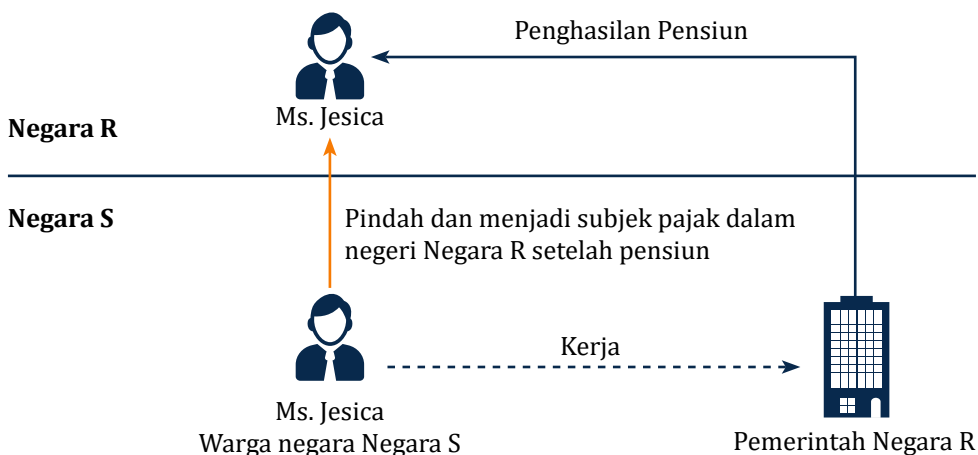 Penghasilan Pensiun
Ms. Jesica
Negara R
Negara S
Pindah dan menjadi subjek pajak dalam
negeri Negara R setelah pensiun
Kerja
Ms. Jesica
Warga negara Negara S
Pemerintah Negara R